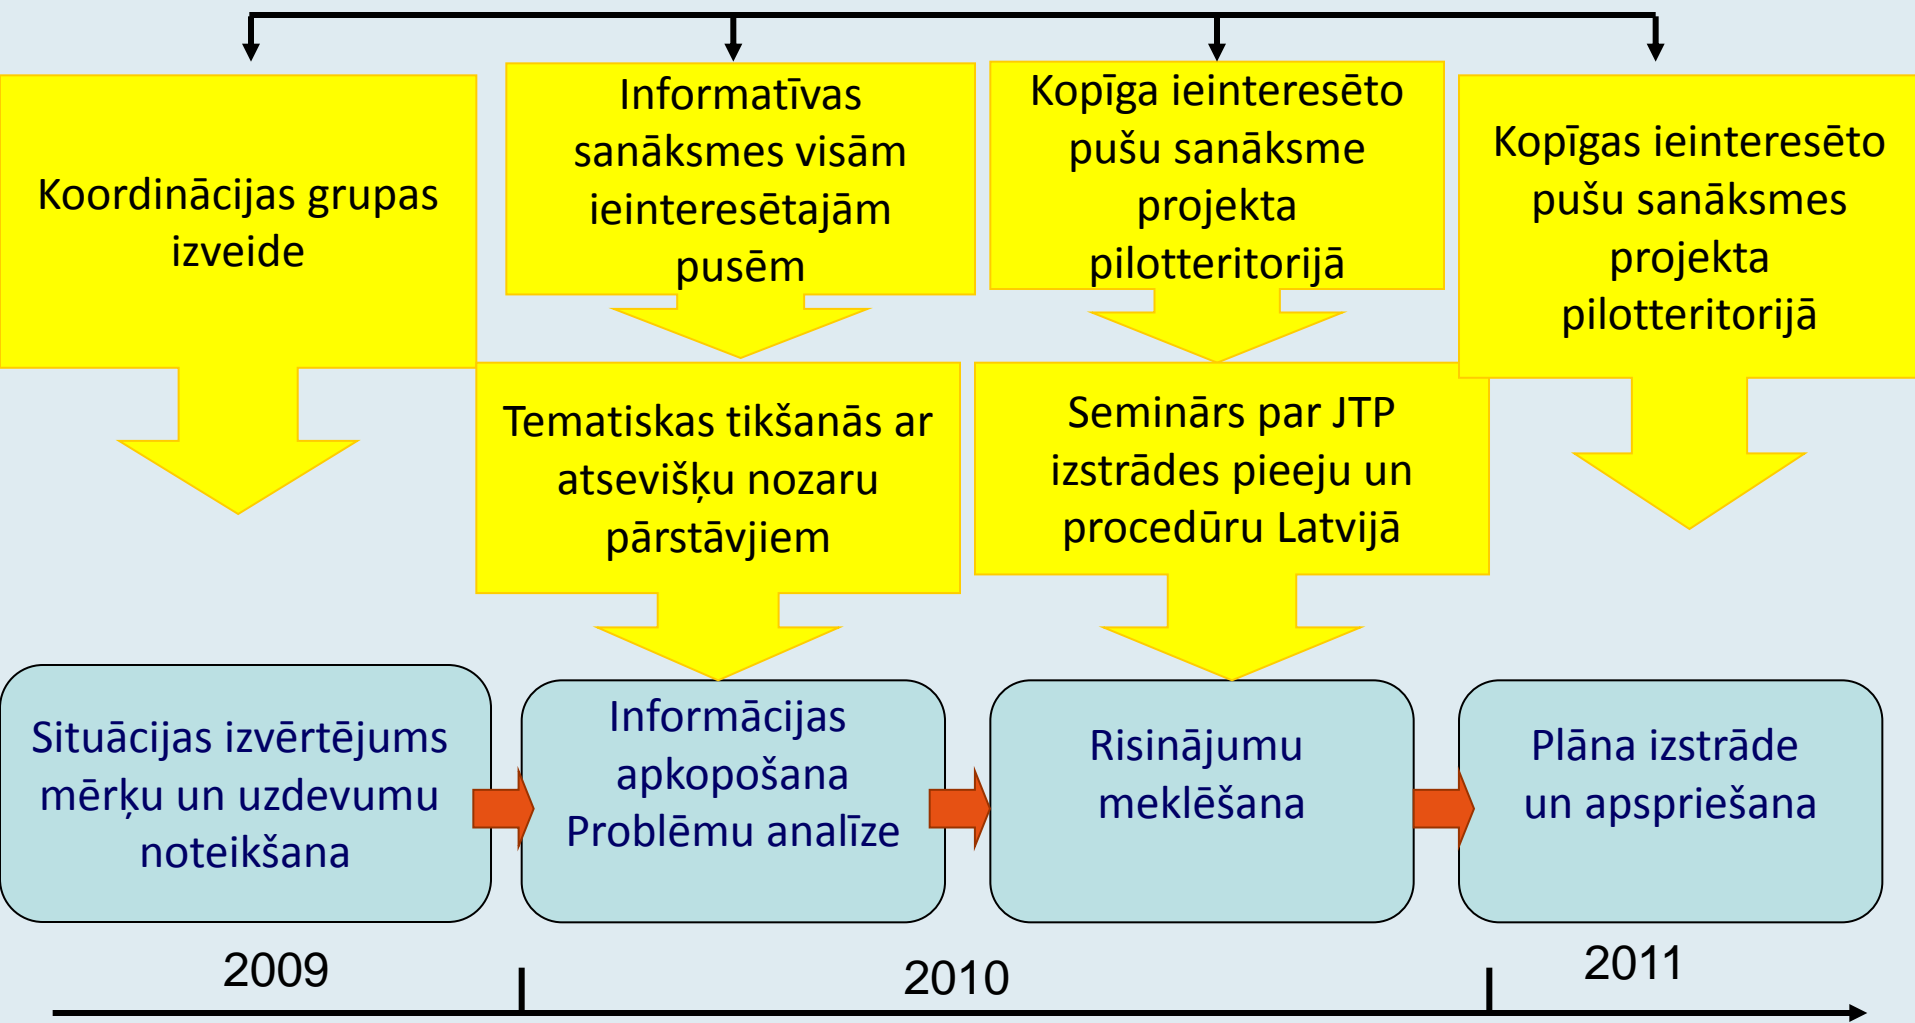 Koordinācijas grupas
izveide
Informatīvas
sanāksmes visām
ieinteresētajām
pusēm
Kopīga ieinteresēto
pušu sanāksme
projekta
pilotteritorijā
Kopīgas ieinteresēto
pušu sanāksmes
projekta
pilotteritorijā
Tematiskas tikšanās ar
atsevišķu nozaru
pārstāvjiem
Seminārs par JTP
izstrādes pieeju un
procedūru Latvijā
Situācijas izvērtējums
mērķu un uzdevumu
noteikšana
Informācijas
apkopošana
Problēmu analīze
Risinājumu
meklēšana
Plāna izstrāde
un apspriešana
2009
2010
2011